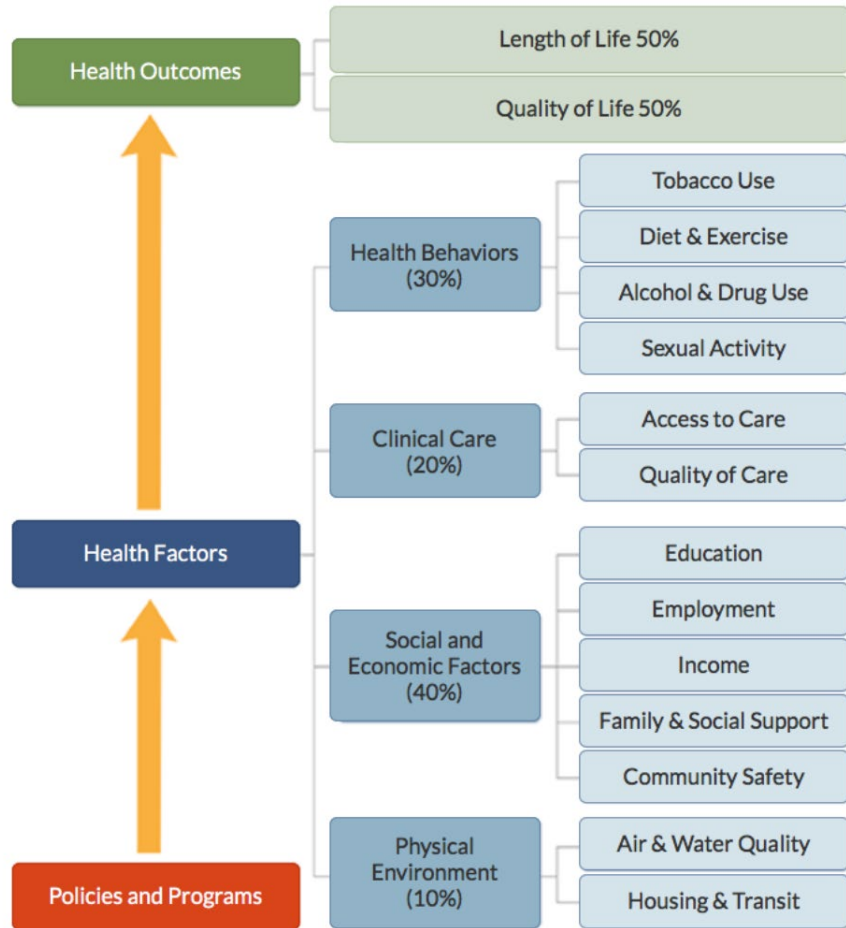 Health Outcomes
Length of Life 50%
Quality of Life 50%
Health Behaviors
(30%)
Tobacco Use
Diet & Exercise
Alcohol & Drug Use
Sexual Activity
Clinical Care
(20%)
Access to Care
Quality of Care
Health Factors
Social and
Economic Factors
(40%)
Education
Employment
Income
Family & Social Support
Community Safety
Physical
Environment
(10%)
Air & Water Quality
Housing & Transit
Policies and Programs